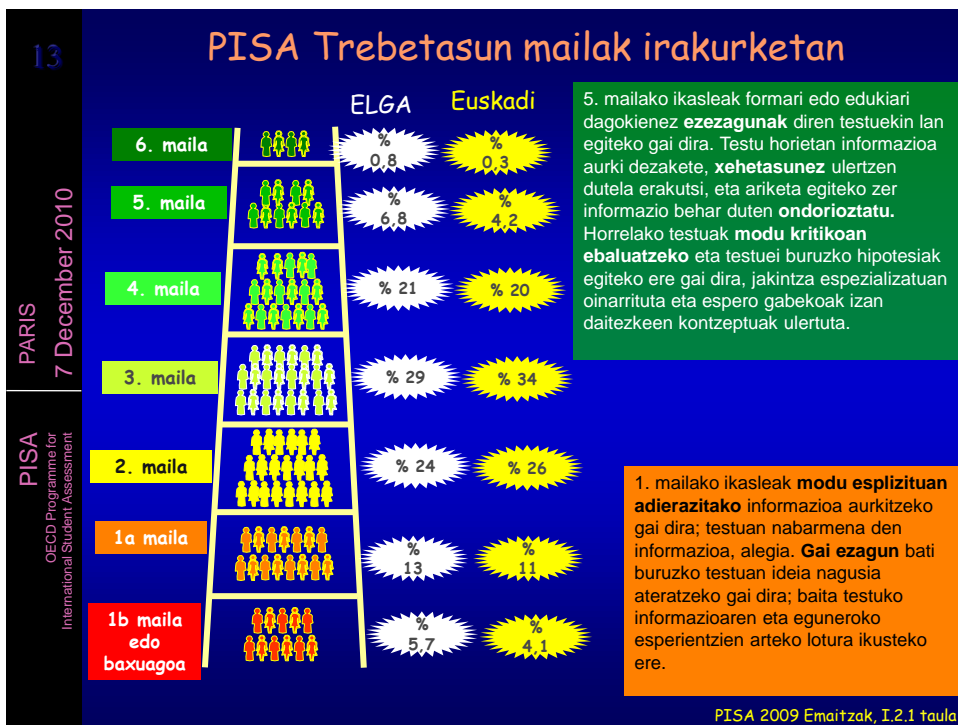 13
PISA Trebetasun mailak irakurketan
PARIS
7 December 2010
PISA
OECD Programme for
International Student Assessment
ELGA
Euskadi
6. maila
%
0,8
%
0,3
5. maila
%
6,8
%
4,2
4. maila
% 21
% 20
3. maila
% 29
% 34
2. maila
% 24
% 26
1a maila
%
13
%
11
1b maila
edo
baxuagoa
%
5,7
%
4,1
5. mailako ikasleak formari edo edukiari
dagokienez ezezagunak diren testuekin lan
egiteko gai dira. Testu horietan informazioa
aurki dezakete, xehetasunez ulertzen
dutela erakutsi, eta ariketa egiteko zer
informazio behar duten ondorioztatu.
Horrelako testuak modu kritikoan
ebaluatzeko eta testuei buruzko hipotesiak
egiteko ere gai dira, jakintza espezializatuan
oinarrituta eta espero gabekoak izan
daitezkeen kontzeptuak ulertuta.
1. mailako ikasleak modu esplizituan
adierazitako informazioa aurkitzeko
gai dira; testuan nabarmena den
informazioa, alegia. Gai ezagun bati
buruzko testuan ideia nagusia
ateratzeko gai dira; baita testuko
informazioaren eta eguneroko
esperientzien arteko lotura ikusteko
ere.
PISA 2009 Emaitzak, I.2.1 taula